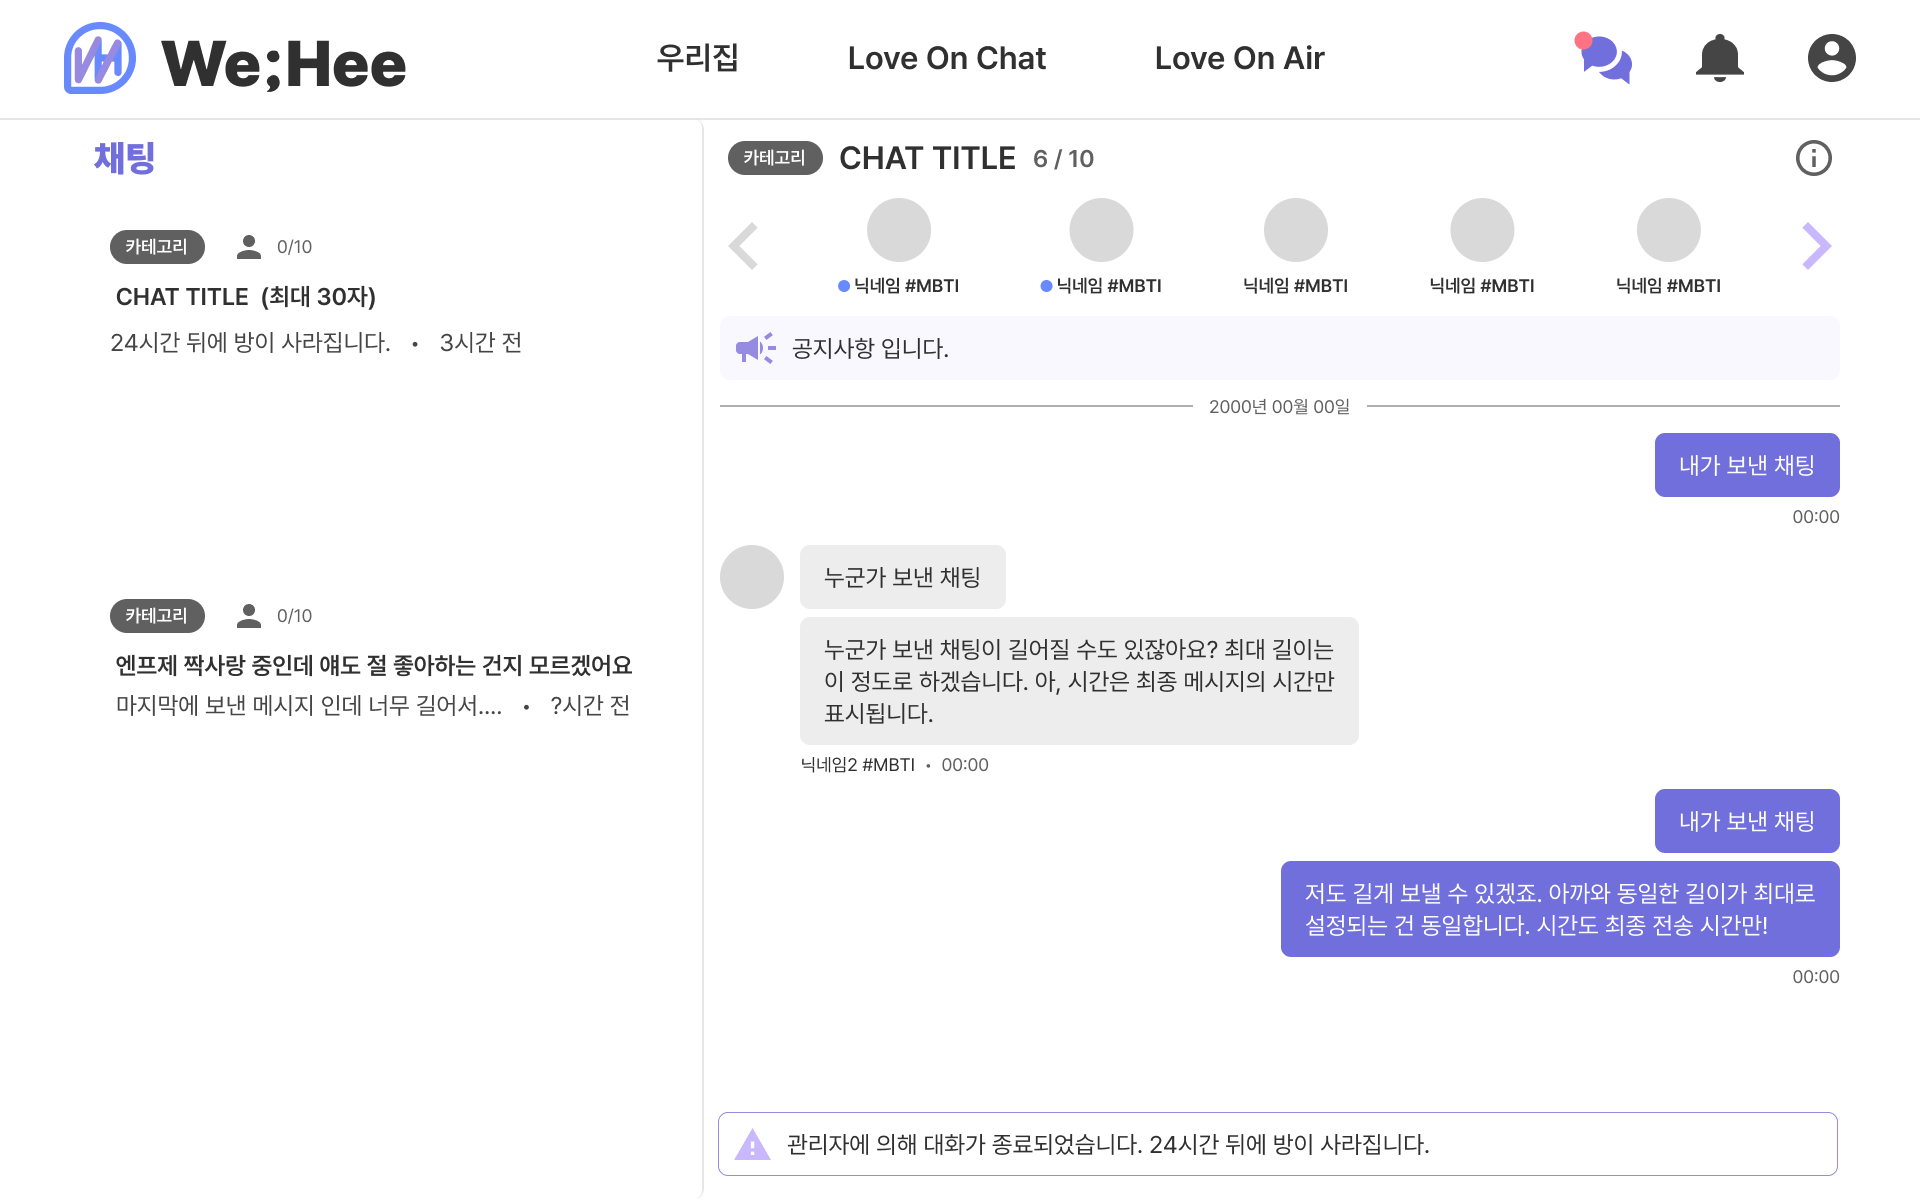 We;Hee
우리집
Love On Chat
Love On Air
채팅
카테고리 0/10
CHAT TITLE (최대 30자)
24시간 뒤에 방이 사라집니다. • 3시간 전
카테고리 0/10
엔프제 짝사랑 중인데 얘도 절 좋아하는 건지 모르겠어요
마지막에 보낸 메시지 인데 너무 길어서.... • ?시간 전
카테고리 CHAT TITLE 6 / 10
닉네임 #MBTI
닉네임 #MBTI
닉네임 #MBTI
닉네임 #MBTI
닉네임 #MBTI
공지사항 입니다.
2000년 00월 00일
내가 보낸 채팅
00:00
누군가 보낸 채팅
누군가 보낸 채팅이 길어질 수도 있잖아요? 최대 길이는
이 정도로 하겠습니다. 아, 시간은 최종 메시지의 시간만
표시됩니다.
닉네임2 #MBTI • 00:00
내가 보낸 채팅
저도 길게 보낼 수 있겠죠. 아까와 동일한 길이가 최대로
설정되는 건 동일합니다. 시간도 최종 전송 시간만!
00:00
관리자에 의해 대화가 종료되었습니다. 24시간 뒤에 방이 사라집니다.